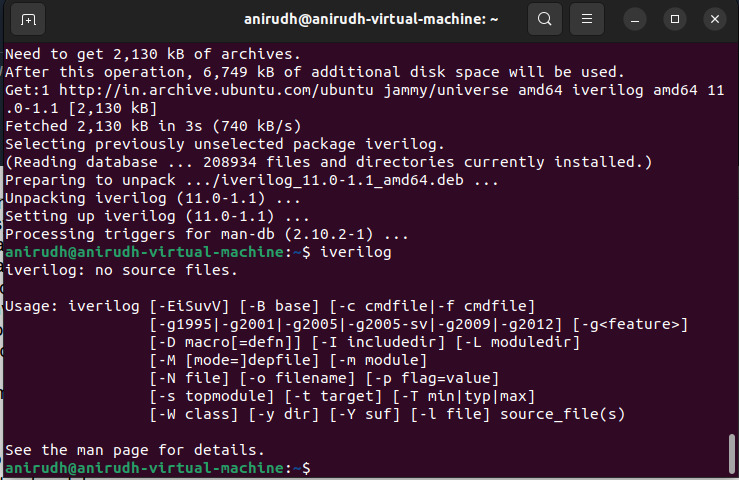 anirudh@anirudh-virtual-machine: ~
Need to get 2,130 kB of archives.
After this operation, 6,749 kB of additional disk space will be used.
Get:1 http://in.archive.ubuntu.com/ubuntu jammy/universe amd64 iverilog amd64 11
.0-1.1 [2,130 kB]
Fetched 2,130 kB in 3s (740 kB/s)
Selecting previously unselected package iverilog.
(Reading database ... 208934 files and directories currently installed.)
Preparing to unpack .../iverilog_11.0-1.1_amd64.deb ...
Unpacking iverilog (11.0-1.1) ...
Setting up iverilog (11.0-1.1) ...
Processing triggers for man-db (2.10.2-1) ...
anirudh@anirudh-virtual-machine:~$ iverilog
iverilog: no source files.

Usage: iverilog [-EiSuvV] [-B base] [-c cmdfile|-f cmdfile]
                [-g1995|-g2001|-g2005|-g2005-sv|-g2009|-g2012] [-g<feature>]
                [-D macro[=defn]] [-I includedir] [-L moduledir]
                [-M [mode=]depfile] [-m module]
                [-N file] [-o filename] [-p flag=value]
                [-s topmodule] [-t target] [-T min|typ|max]
                [-W class] [-y dir] [-Y suf] [-l file] source_file(s)

See the man page for details.
anirudh@anirudh-virtual-machine:~$